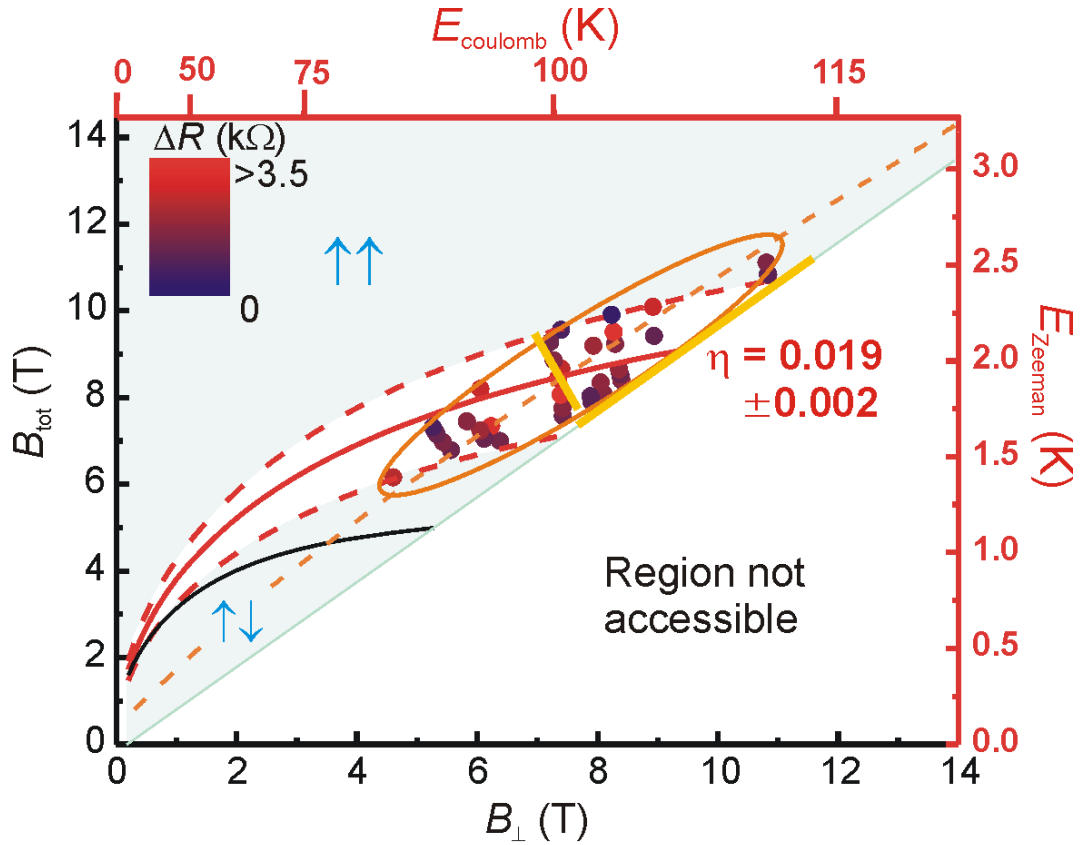 E_coulomb (K)
0 50 75 100 115
ΔR (kΩ)
>3.5
0
14
12
10
8
6
4
2
0
B_tot (T)
↑↑
↑↓
η = 0.019
±0.002
Region not
accessible
3.0
2.5
2.0
1.5
1.0
0.5
0.0
E_Zeeman (K)
0 2 4 6 8 10 12 14
B_⊥ (T)